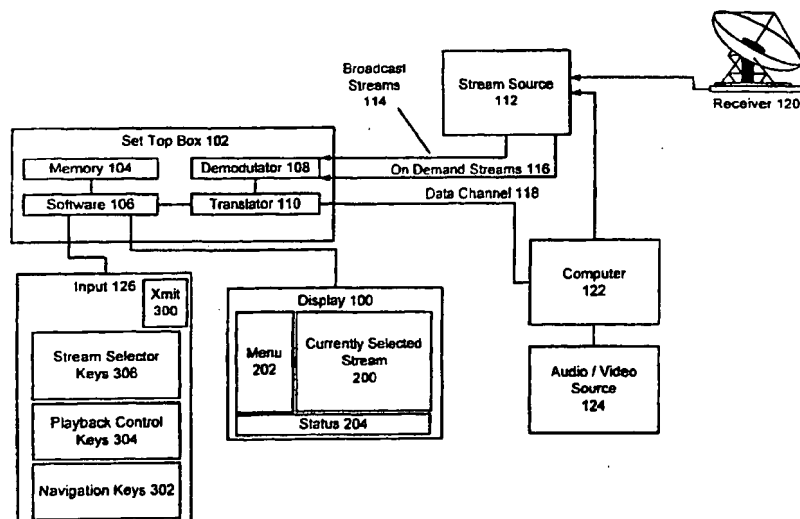 Broadcast
Streams
114
Stream Source
112
Receiver 120
Set Top Box 102
Memory 104
Demodulator 108
On Demand Streams 116
Software 106
Translator 110
Data Channel 118
Input 126
Xmit
300
Stream Selector
Keys 306
Playback Control
Keys 304
Navigation Keys 302
Display 100
Menu
202
Currently Selected
Stream
200
Status 204
Computer
122
Audio / Video
Source
124